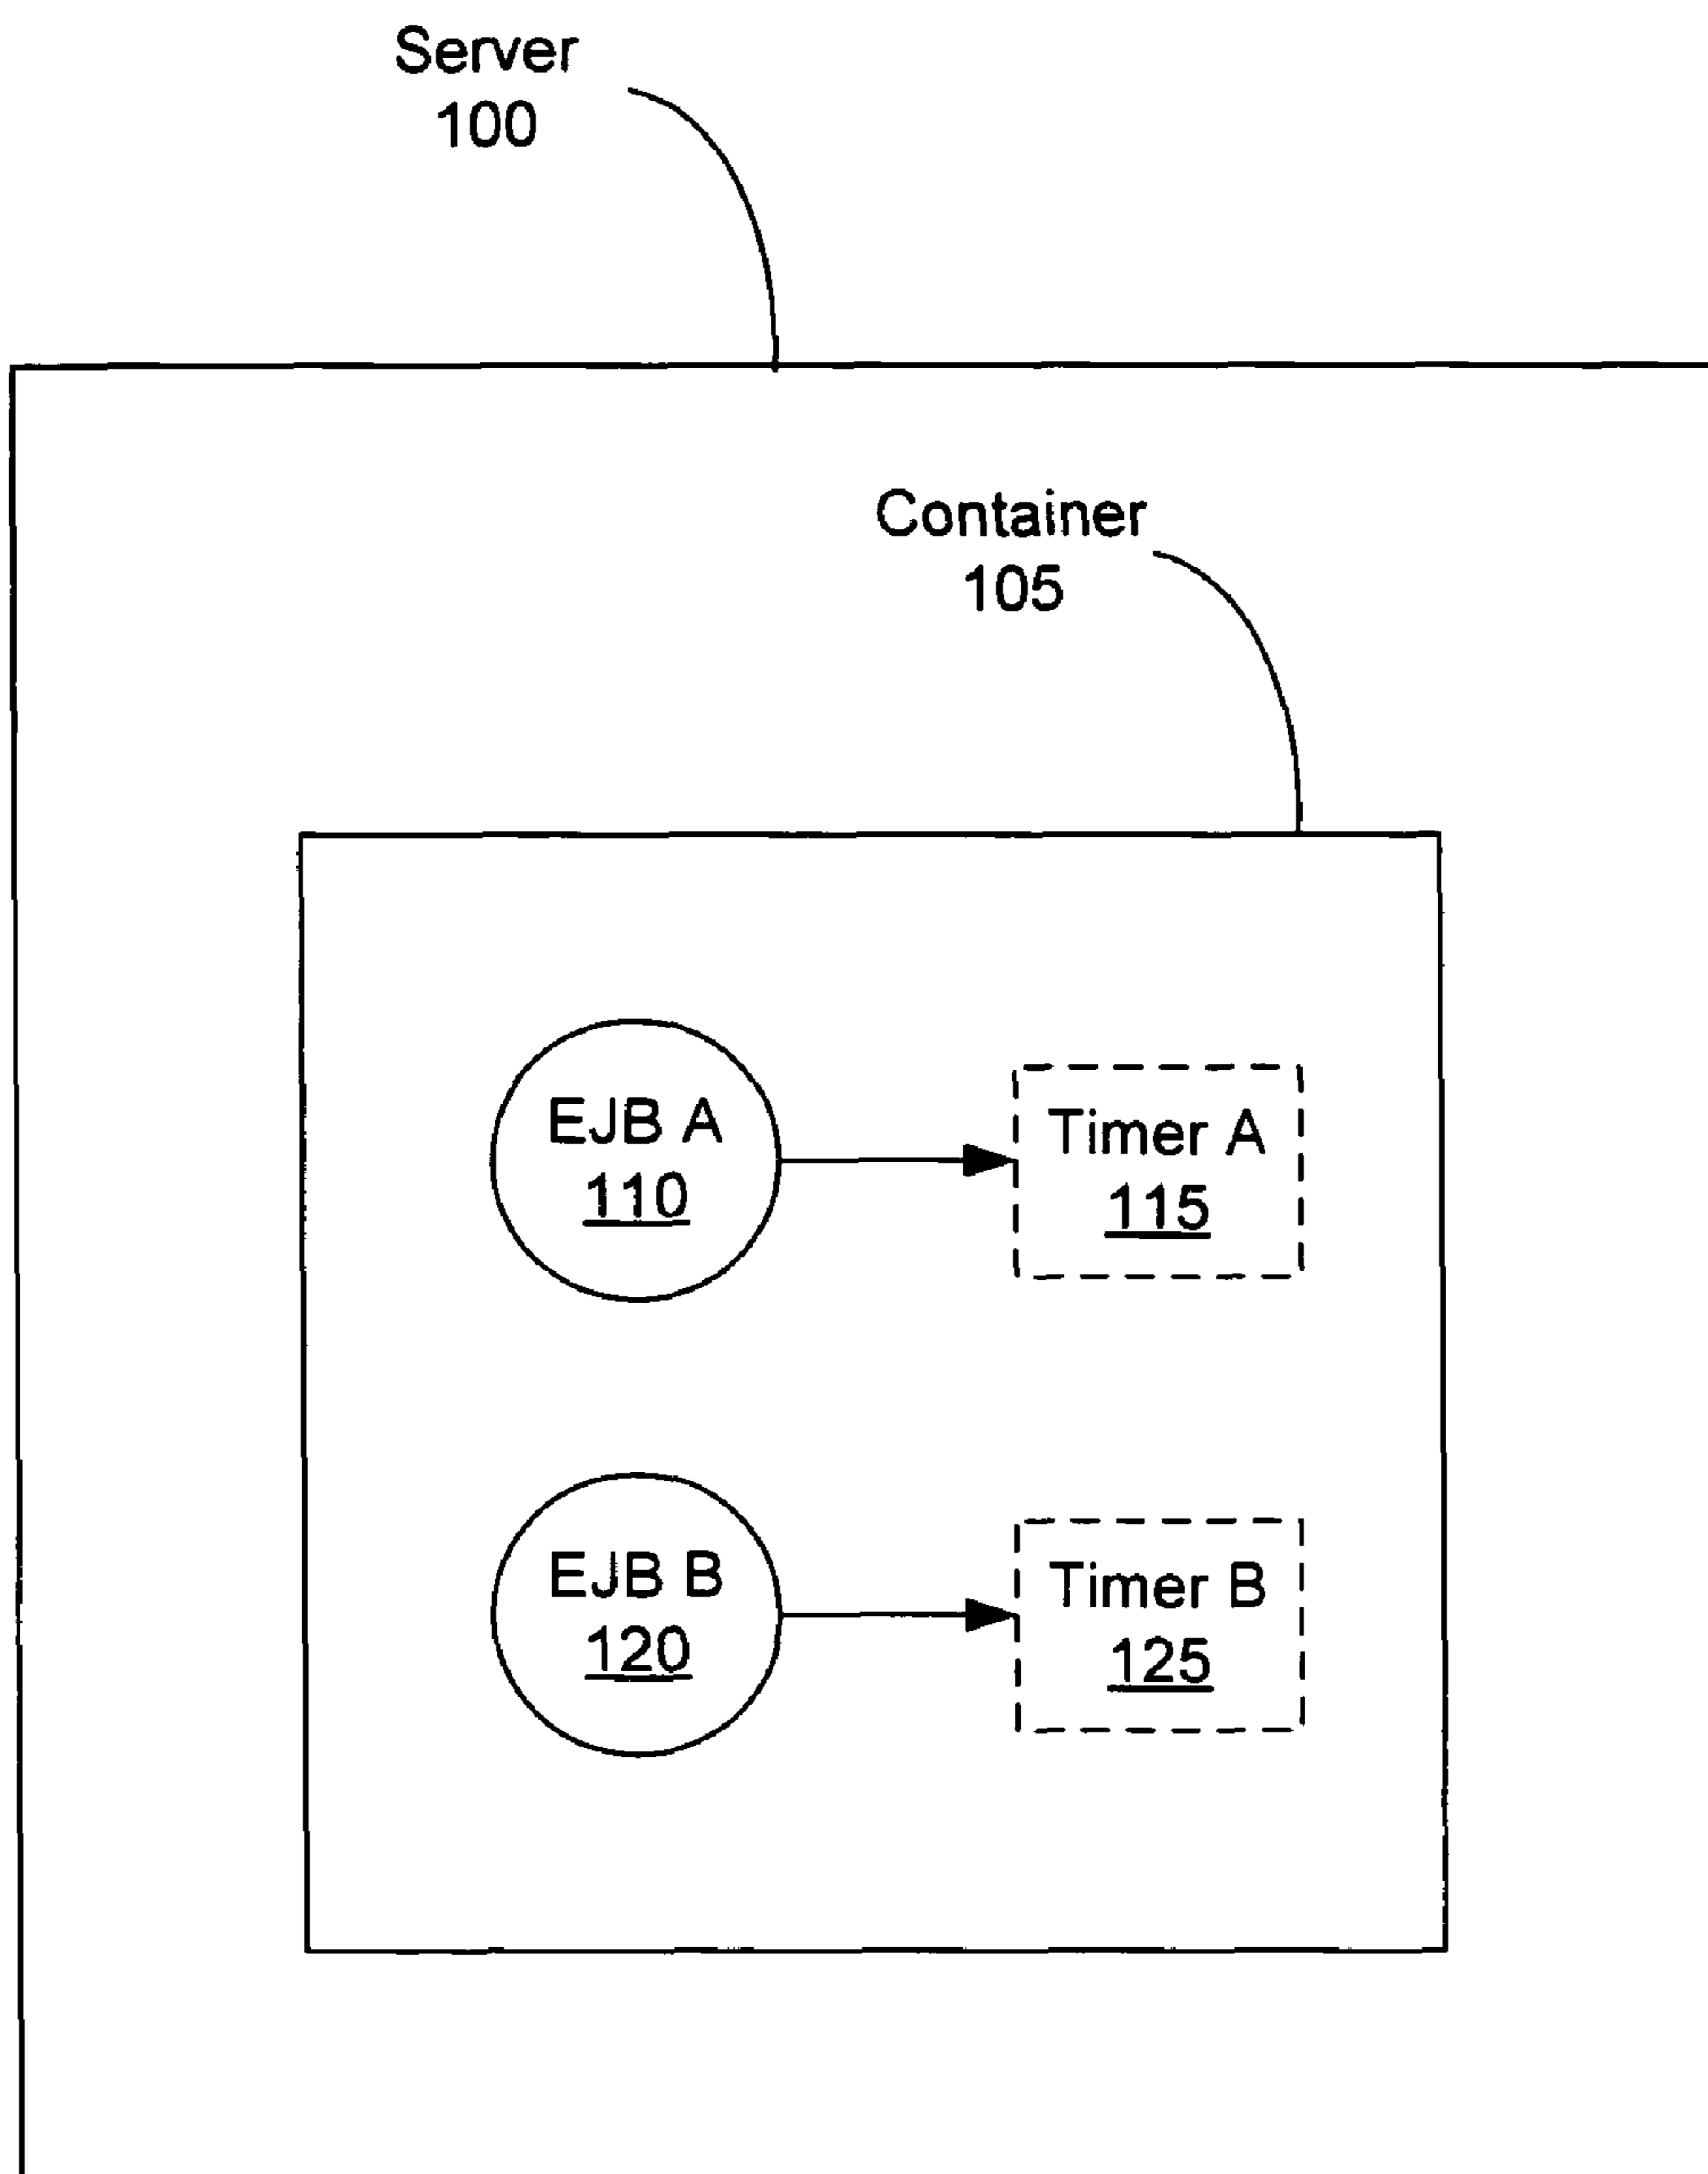 Server
100
Container
105
EJB A
110
Timer A
115
EJB B
120
Timer B
125